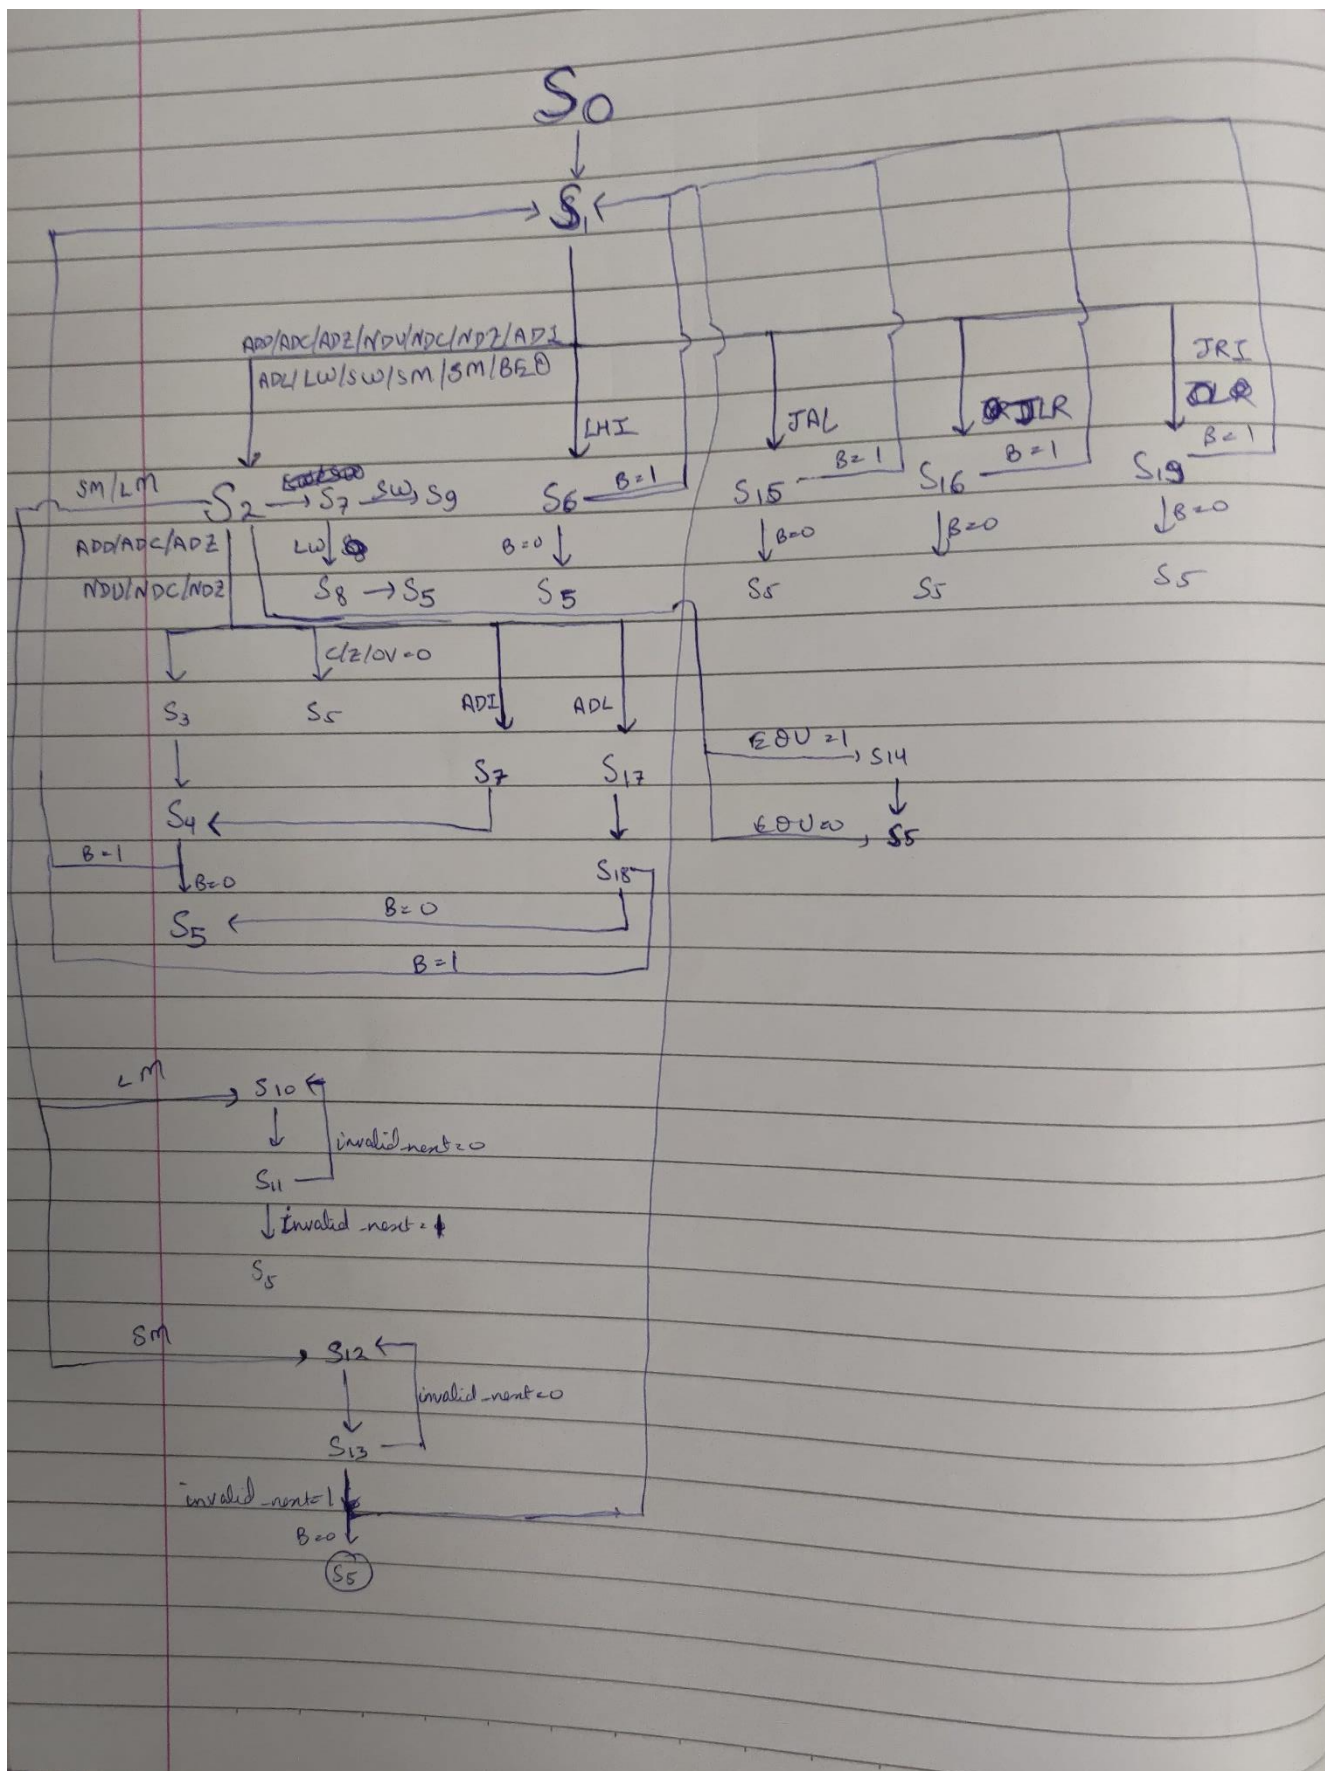 S0
S1
ADD/ADC/ADZ/NDU/NDC/NDZ/ADI
ADL/LW/SW/SM/SM/BEQ
JRI
LHI
JAL
JLR
SM/LM
B=1
B=1
B=1
B=1
S2
S7
SW
S9
S6
S15
S16
S19
ADD/ADC/ADZ
LW
B=0
B=0
B=0
B=0
NDU/NDC/NDZ
S8
S5
S5
S5
S5
S5
C/Z/OV=0
ADI
ADL
S3
S5
EQU=1
S14
S7
S17
S4
EQU=0
S5
B=1
S18
B=0
B=0
S5
B=1
LM
S10
invalid_next=0
S11
Invalid_next=1
S5
SM
S12
invalid_next=0
S13
invalid_next=1
B=0
S5